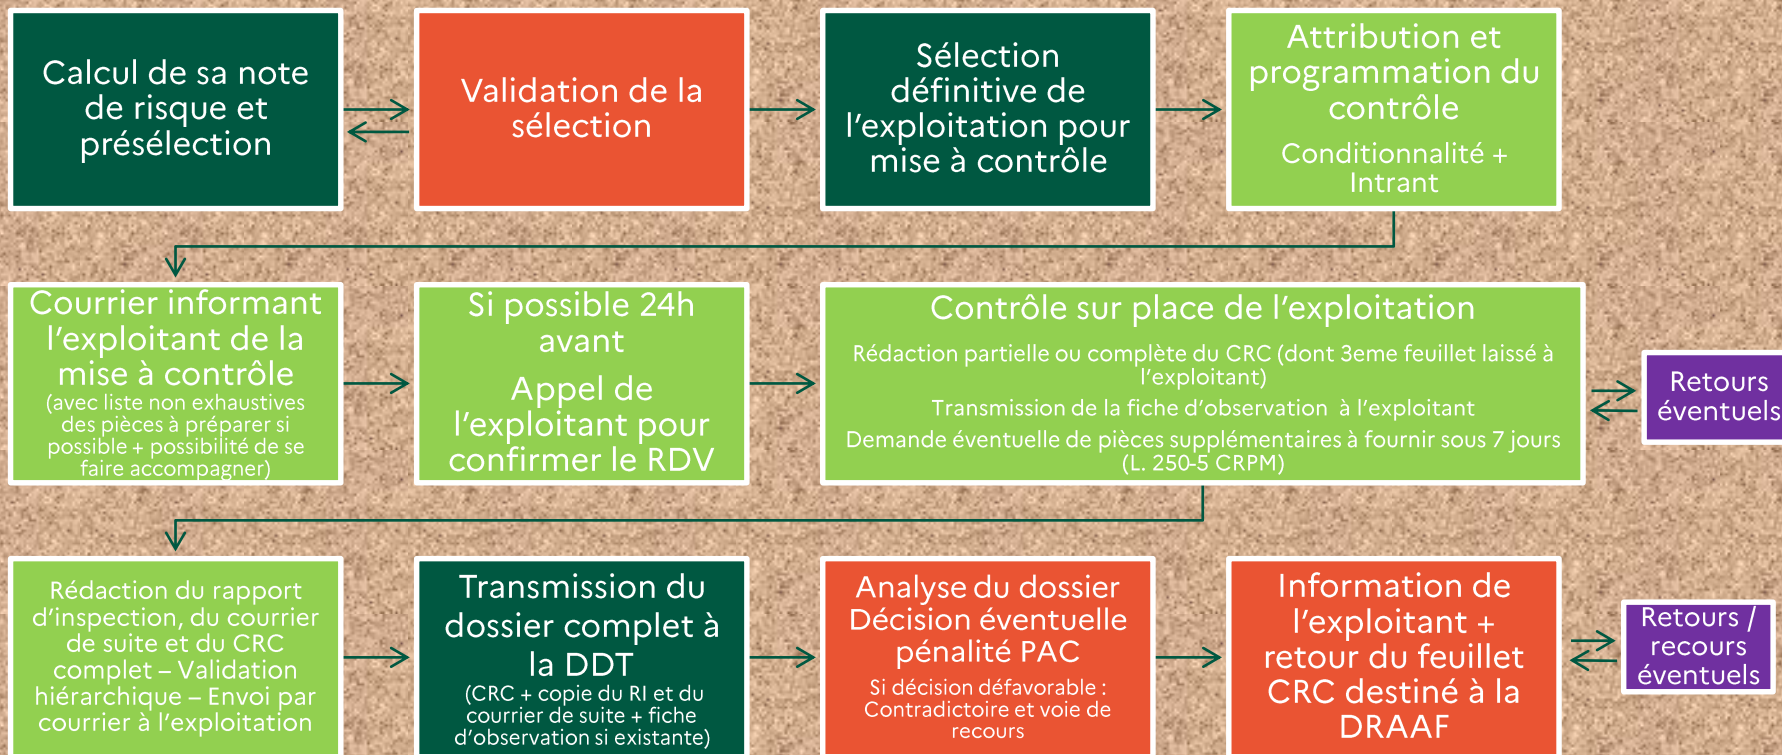 Calcul de sa note
de risque et
présélection
Validation de la
sélection
Sélection
définitive de
l’exploitation pour
mise à contrôle
Attribution et
programmation du
contrôle
Conditionnalité +
Intrant
Courrier informant
l’exploitant de la
mise à contrôle
(avec liste non exhaustives
des pièces à préparer si
possible + possibilité de se
faire accompagner)
Si possible 24h
avant
Appel de
l’exploitant pour
confirmer le RDV
Contrôle sur place de l’exploitation
Rédaction partielle ou complète du CRC (dont 3eme feuillet laissé à
l’exploitant)
Transmission de la fiche d’observation à l’exploitant
Demande éventuelle de pièces supplémentaires à fournir sous 7 jours
(L. 250-5 CRPM)
Retours
éventuels
Rédaction du rapport
d’inspection, du courrier
de suite et du CRC
complet – Validation
hiérarchique – Envoi par
courrier à l’exploitation
Transmission du
dossier complet à
la DDT
(CRC + copie du RI et du
courrier de suite + fiche
d’observation si existante)
Analyse du dossier
Décision éventuelle
pénalité PAC
Si décision défavorable :
Contradictoire et voie de
recours
Information de
l’exploitant +
retour du feuillet
CRC destiné à la
DRAAF
Retours /
recours
éventuels